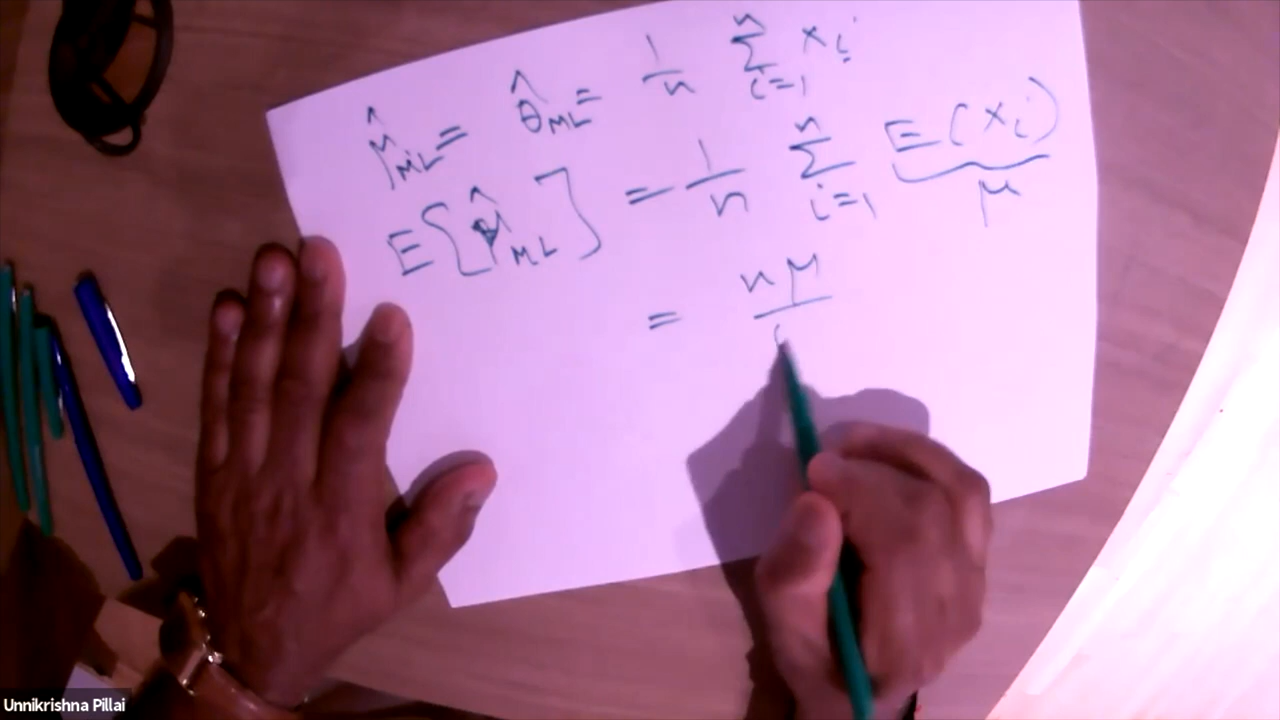 μ̂_ML = θ̂_ML = 1/n Σ_{i=1}^{n} x_i
E[μ̂_ML] = 1/n Σ_{i=1}^{n} E(x_i)
μ
= nμ/
Unnikrishna Pillai